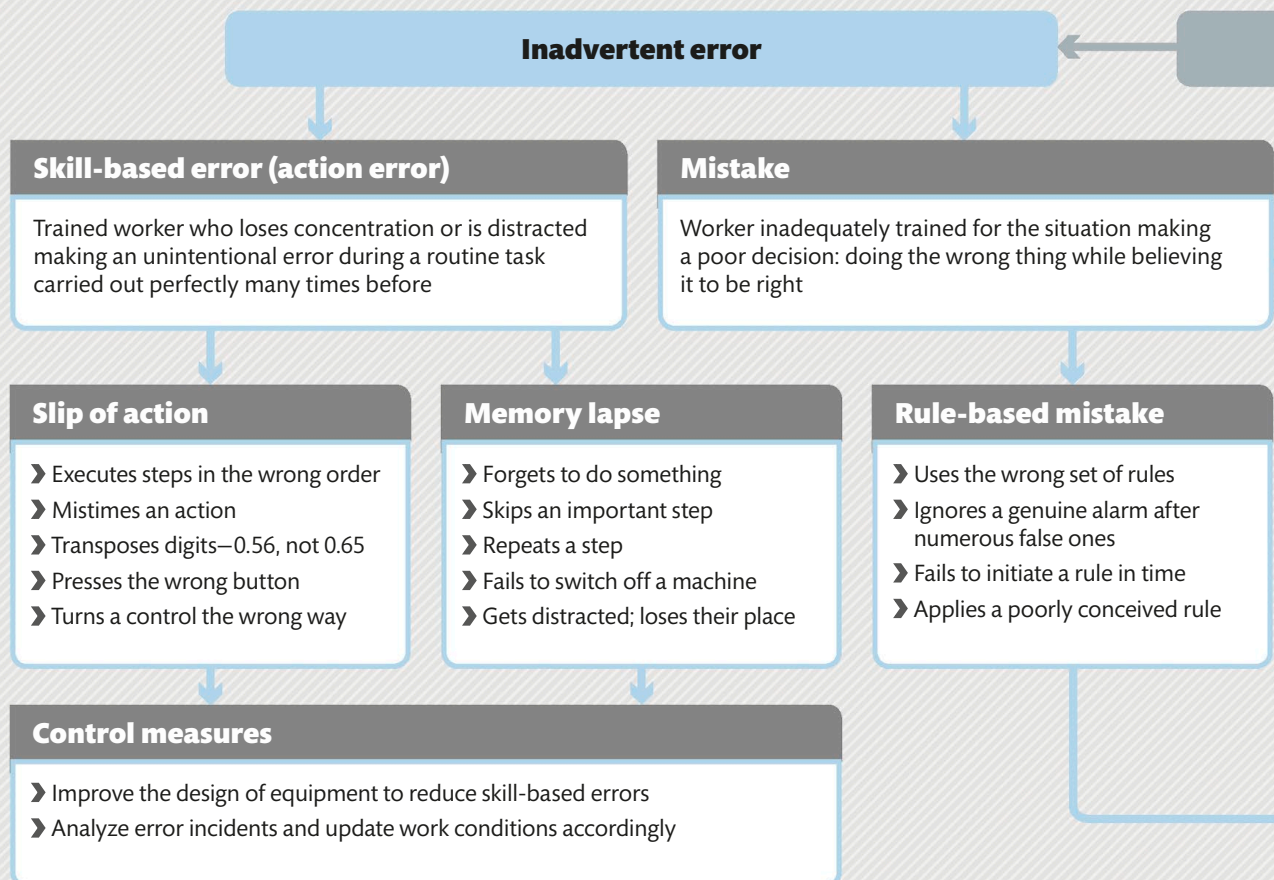 Inadvertent error
Skill-based error (action error)
Trained worker who loses concentration or is distracted
making an unintentional error during a routine task
carried out perfectly many times before
Mistake
Worker inadequately trained for the situation making
a poor decision: doing the wrong thing while believing
it to be right
Slip of action
❯ Executes steps in the wrong order
❯ Mistimes an action
❯ Transposes digits—0.56, not 0.65
❯ Presses the wrong button
❯ Turns a control the wrong way
Memory lapse
❯ Forgets to do something
❯ Skips an important step
❯ Repeats a step
❯ Fails to switch off a machine
❯ Gets distracted; loses their place
Rule-based mistake
❯ Uses the wrong set of rules
❯ Ignores a genuine alarm after
numerous false ones
❯ Fails to initiate a rule in time
❯ Applies a poorly conceived rule
Control measures
❯ Improve the design of equipment to reduce skill-based errors
❯ Analyze error incidents and update work conditions accordingly